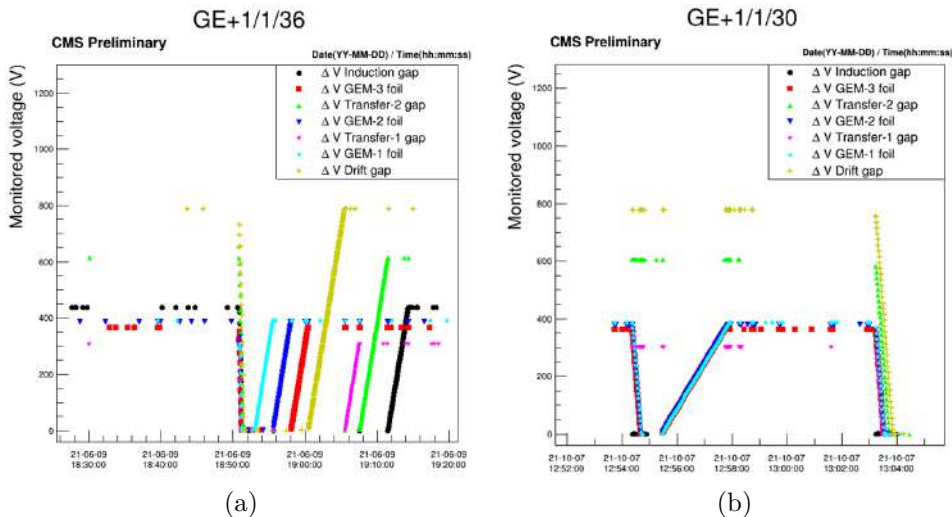 GE+1/1/36
CMS Preliminary
Date(YY-MM-DD) / Time(hh:mm:ss)
Monitored voltage (V)
1200
1000
800
600
400
200
0
Δ V Induction gap
Δ V GEM-3 foil
Δ V Transfer-2 gap
Δ V GEM-2 foil
Δ V Transfer-1 gap
Δ V GEM-1 foil
Δ V Drift gap
21-06-09 21-06-09 21-06-09 21-06-09 21-06-09 21-06-09
18:30:00 18:40:00 18:50:00 19:00:00 19:10:00 19:20:00
(a)
GE+1/1/30
CMS Preliminary
Date(YY-MM-DD) / Time(hh:mm:ss)
Monitored voltage (V)
1200
1000
800
600
400
200
0
Δ V Induction gap
Δ V GEM-3 foil
Δ V Transfer-2 gap
Δ V GEM-2 foil
Δ V Transfer-1 gap
Δ V GEM-1 foil
Δ V Drift gap
21-10-07 21-10-07 21-10-07 21-10-07 21-10-07 21-10-07 21-10-07
12:52:00 12:54:00 12:56:00 12:58:00 13:00:00 13:02:00 13:04:00
(b)